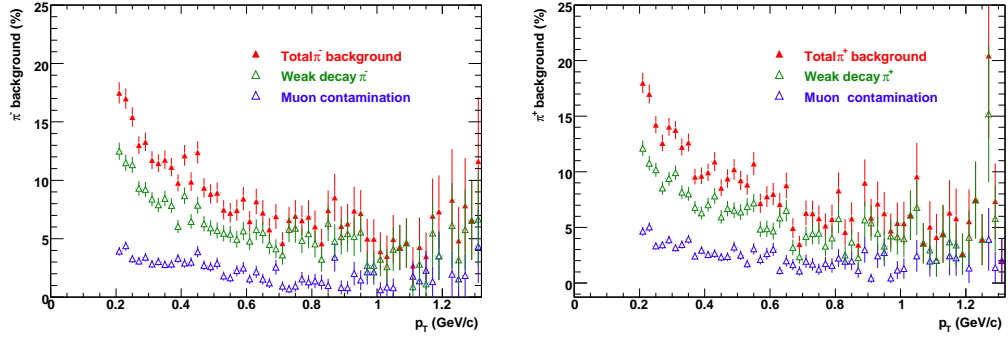 π⁻ background (%)
25
20
15
10
5
0
Total π⁻ background
Weak decay π⁻
Muon contamination
0 0.2 0.4 0.6 0.8 1 1.2
p_T (GeV/c)
π⁺ background (%)
25
20
15
10
5
0
Total π⁺ background
Weak decay π⁺
Muon contamination
0 0.2 0.4 0.6 0.8 1 1.2
p_T (GeV/c)